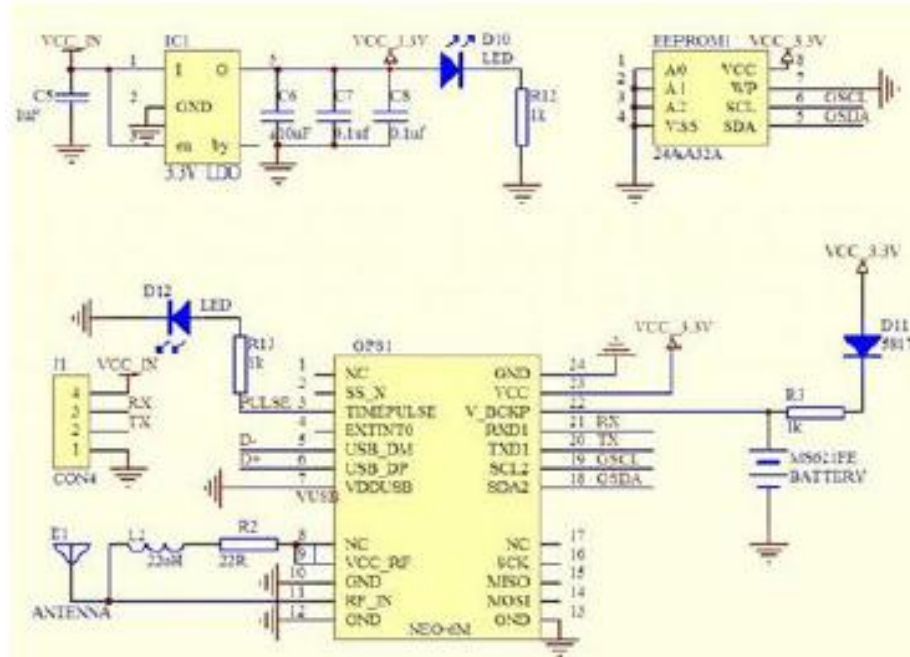 VCC_IN
IC1
VCC_3.3V
D10
LED
EEPROM1
VCC_3.3V
1
I
O
5
C5
1uF
2
GND
C6
10uF
C7
0.1uf
C8
0.1uf
R12
1k
3
en
by
3.3V LDO
1
A0
VCC
8
2
A1
WP
7
3
A2
SCL
6
GSCL
4
VSS
SDA
5
GSDA
24AA32A
VCC_3.3V
D12
LED
VCC_3.3V
D11
5817
J1
VCC_IN
4
3
RX
2
TX
1
CON4
1k
PULSE
GPS1
1
NC
GND
24
2
SS_N
VCC
23
3
TIMEPULSE
V_BCKP
22
R3
1k
4
EXTINT0
RXD1
21
RX
D-
5
USB_DM
TXD1
20
TX
D+
6
USB_DP
SCL2
19
GSCL
7
VDDUSB
SDA2
18
GSDA
VUSB
MS621FE
BATTERY
E1
L2
22nH
R2
22R
8
NC
NC
17
9
VCC_RF
SCK
16
10
GND
MISO
15
11
RF_IN
MOSI
14
12
GND
GND
13
ANTENNA
NEO-6M